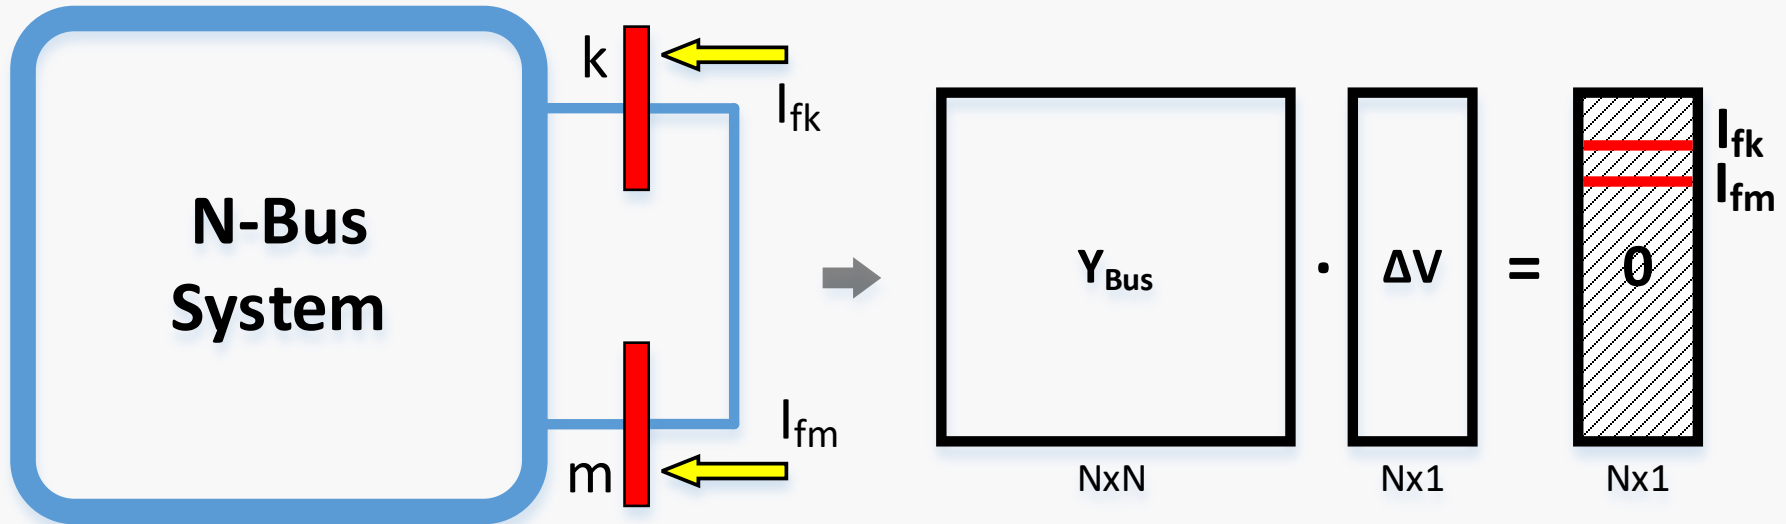 N-Bus
System
k
I_fk
I_fm
m
Y_Bus
·
ΔV
=
0
I_fk
I_fm
NxN
Nx1
Nx1